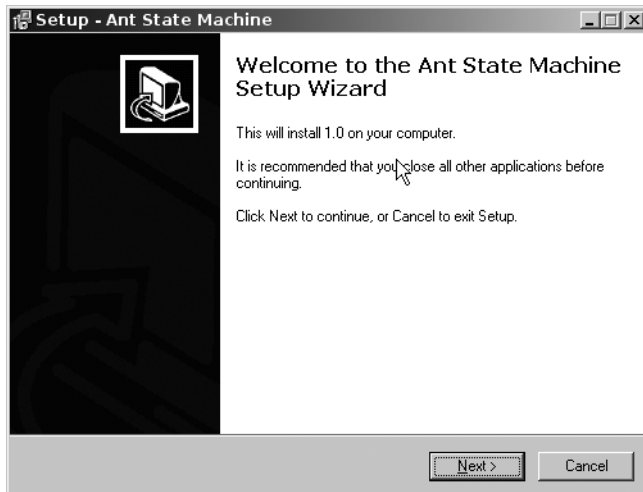 Setup - Ant State Machine
Welcome to the Ant State Machine
Setup Wizard
This will install 1.0 on your computer.
It is recommended that you close all other applications before
continuing.
Click Next to continue, or Cancel to exit Setup.
Next >
Cancel